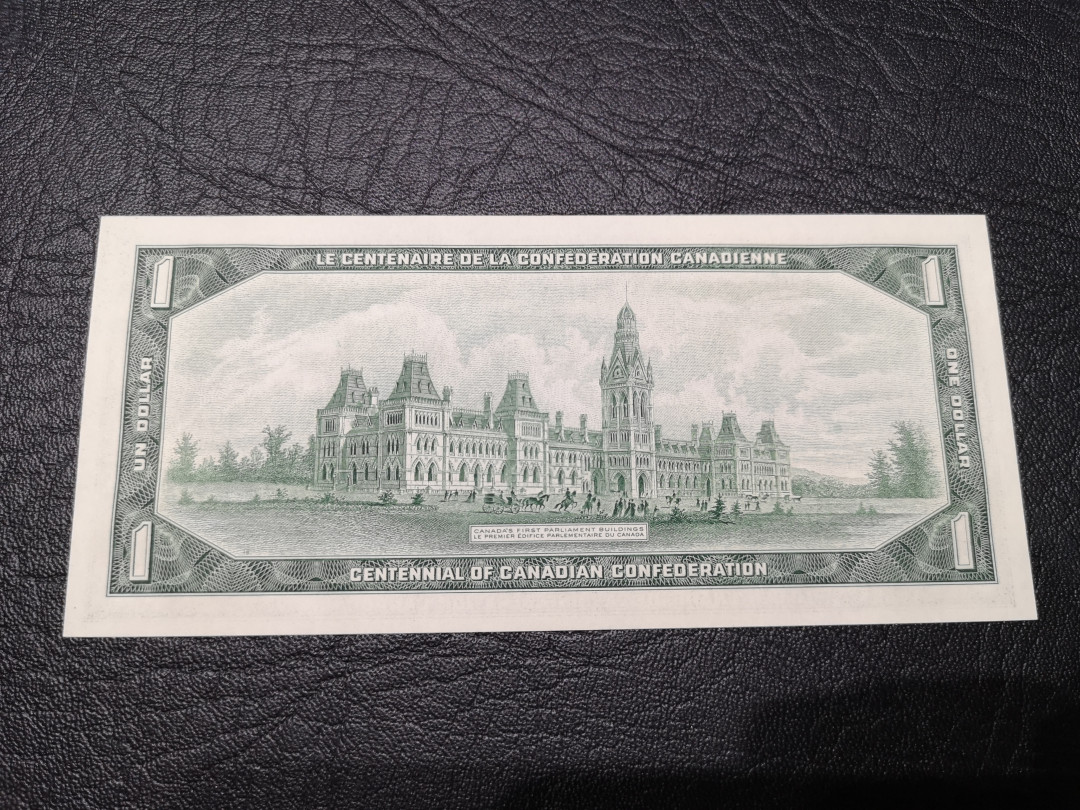 LE CENTENAIRE DE LA CONFÉDÉRATION CANADIENNE
1
1
UN DOLLAR
ONE DOLLAR
CANADA'S FIRST PARLIAMENT BUILDINGS
LE PREMIER ÉDIFICE PARLEMENTAIRE DU CANADA
1
1
CENTENNIAL OF CANADIAN CONFEDERATION